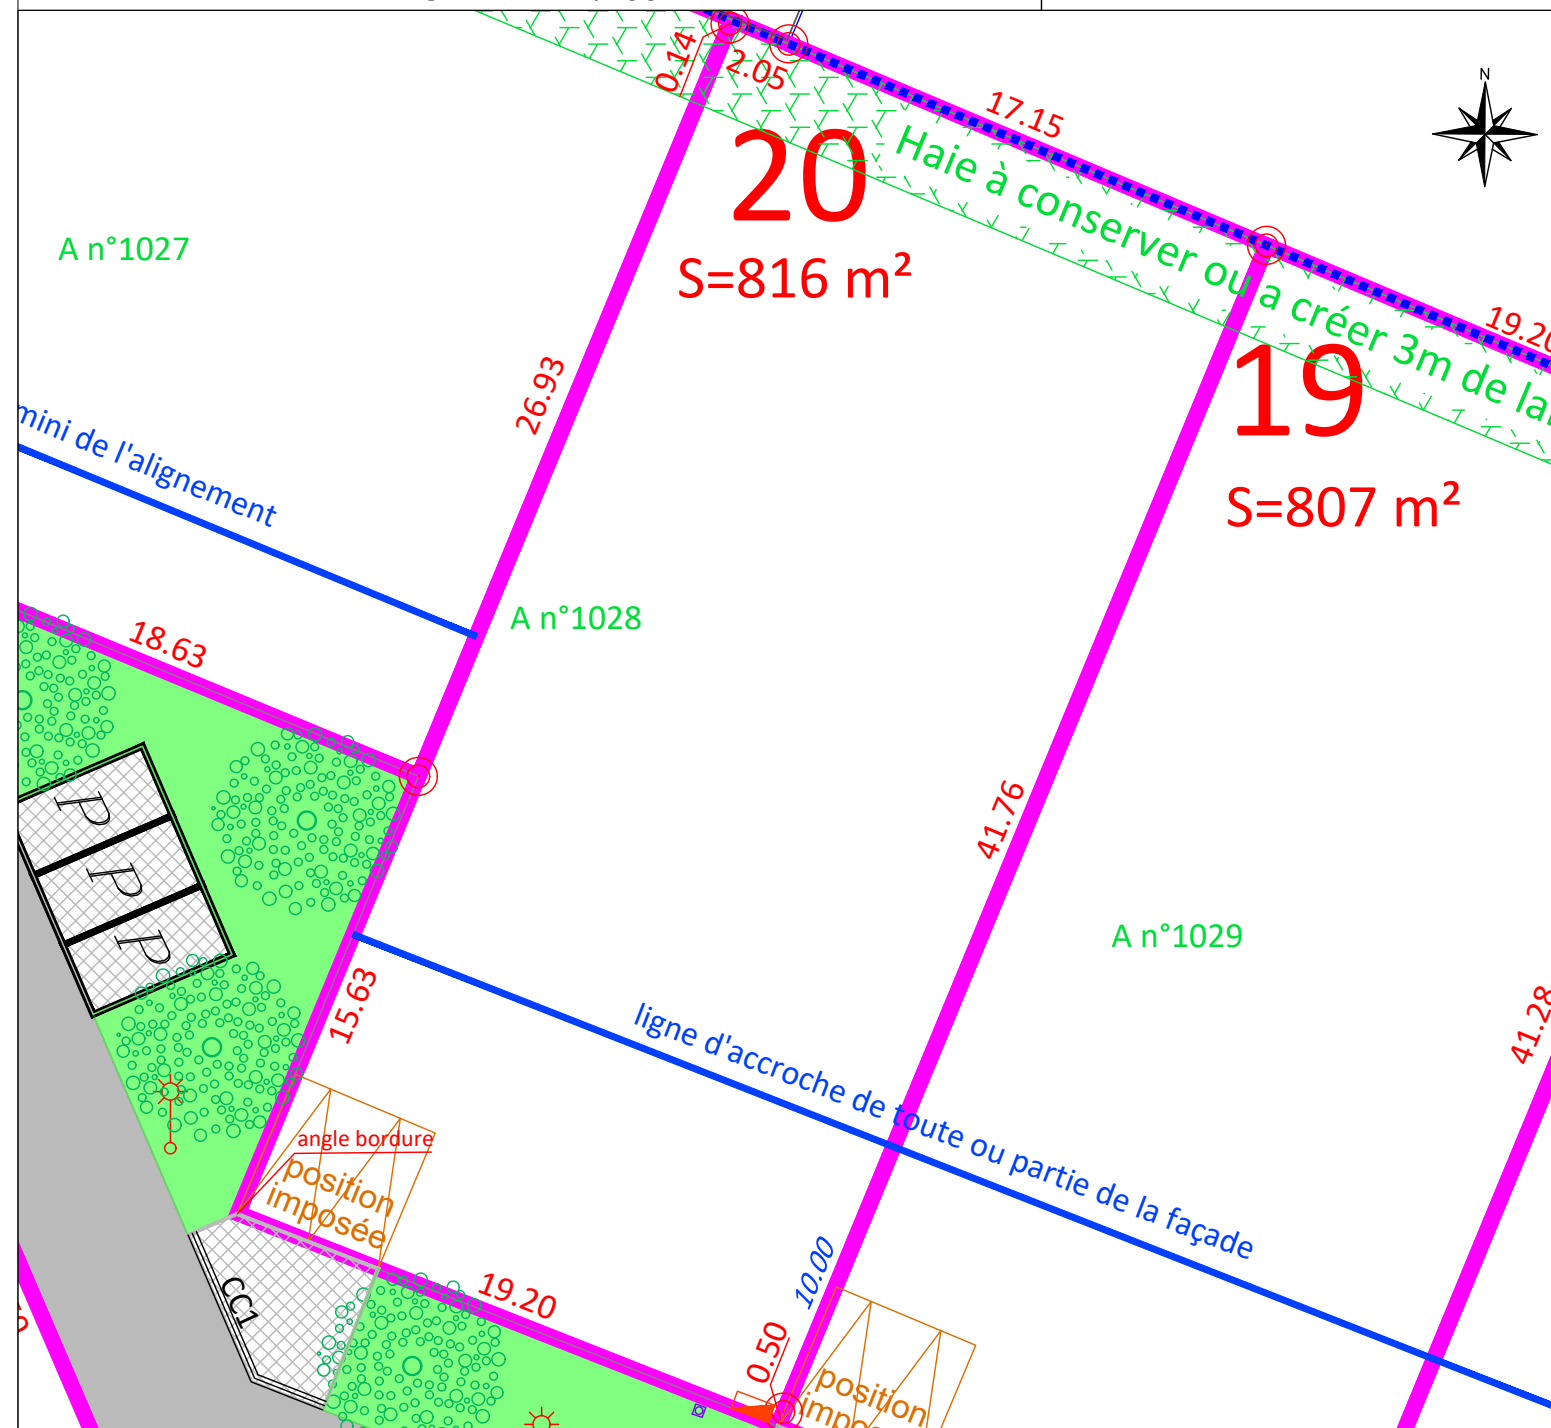 N
0.14
2.05
17.15
20
S=816 m²
Haie à conserver ou a créer 3m de la
A n°1027
19.20
19
S=807 m²
26.93
mini de l'alignement
A n°1028
18.63
P
P
P
41.76
A n°1029
41.28
15.63
ligne d'accroche de toute ou partie de la façade
angle bordure
position
imposée
CC1
19.20
10.00
0.50
position